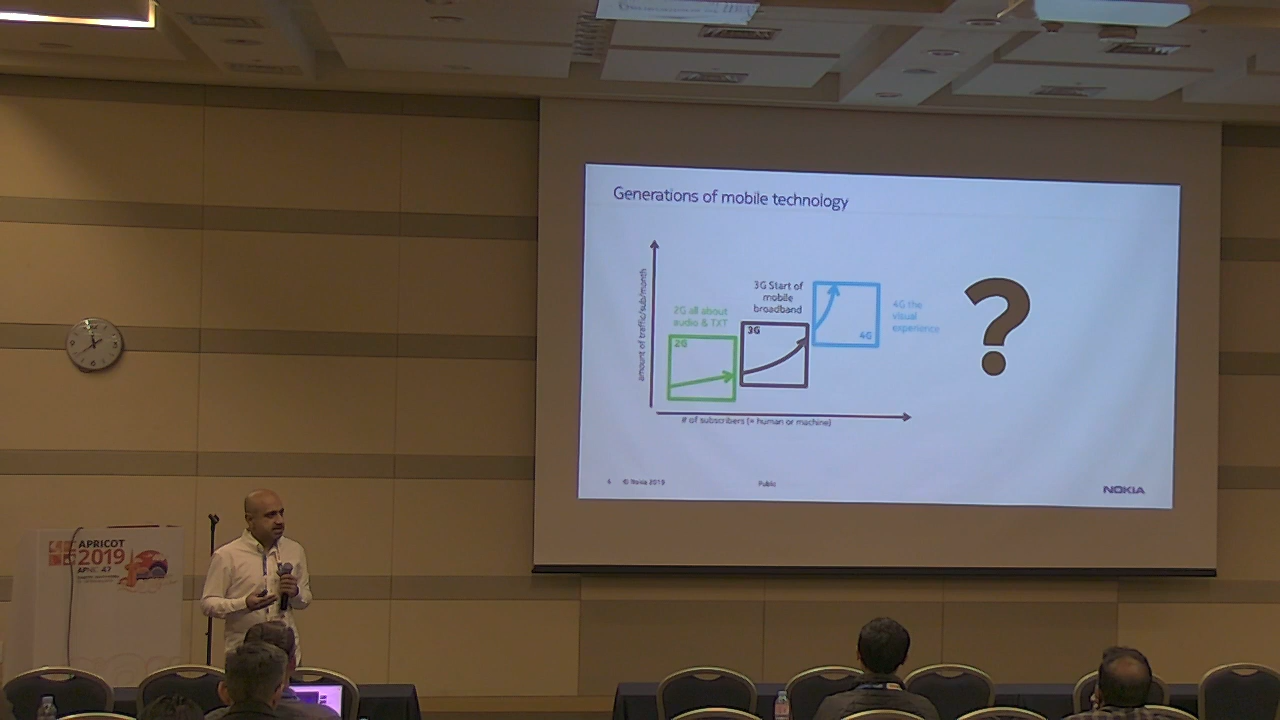 Generations of mobile technology
amount of traffic/sub/month
3G Start of
mobile
broadband
2G all about
audio & TXT
4G the
visual
experience
2G
3G
4G
# of subscribers (= human or machine)
?
© Nokia 2019
Public
NOKIA
APRICOT
2019
APNIC 47